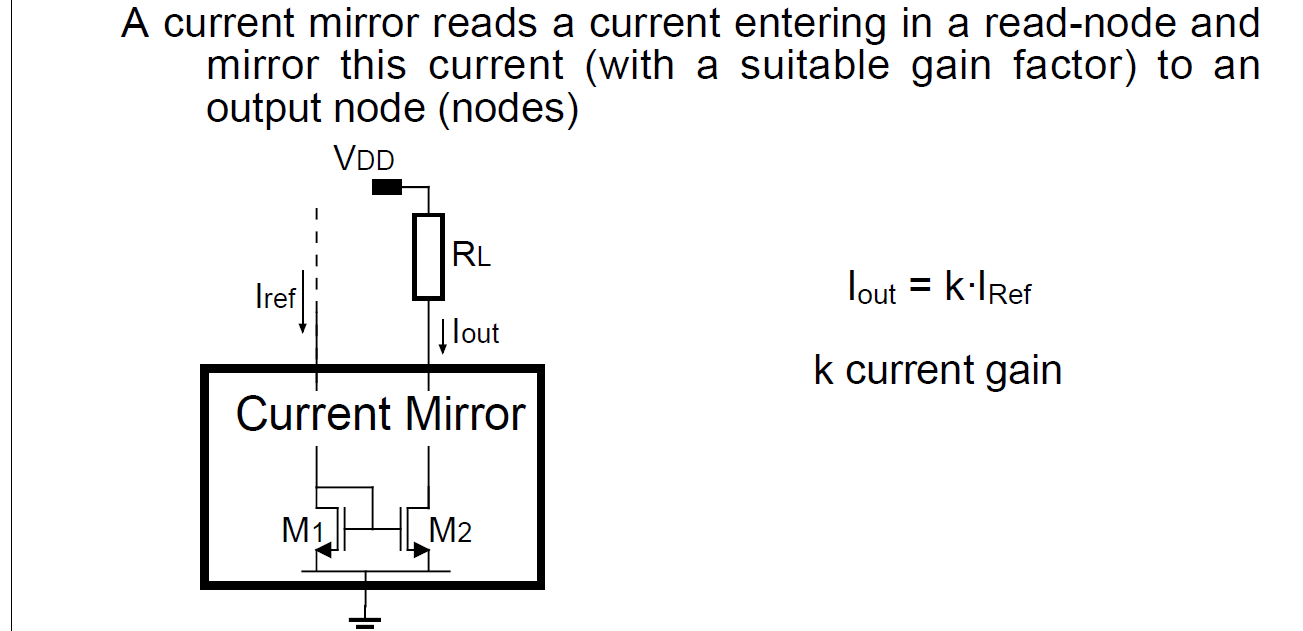 A current mirror reads a current entering in a read-node and
mirror this current (with a suitable gain factor) to an
output node (nodes)
VDD
RL
Iref
Iout
Iout = k·IRef
k current gain
Current Mirror
M1
M2